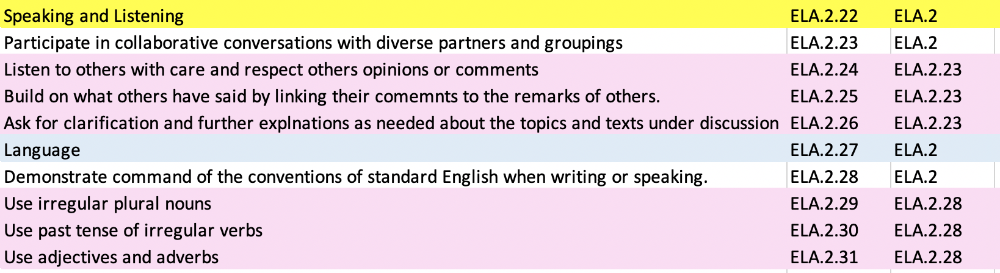 Speaking and Listening ELA.2.22 ELA.2
Participate in collaborative conversations with diverse partners and groupings ELA.2.23 ELA.2
Listen to others with care and respect others opinions or comments ELA.2.24 ELA.2.23
Build on what others have said by linking their comemnts to the remarks of others. ELA.2.25 ELA.2.23
Ask for clarification and further explnations as needed about the topics and texts under discussion ELA.2.26 ELA.2.23
Language ELA.2.27 ELA.2
Demonstrate command of the conventions of standard English when writing or speaking. ELA.2.28 ELA.2
Use irregular plural nouns ELA.2.29 ELA.2.28
Use past tense of irregular verbs ELA.2.30 ELA.2.28
Use adjectives and adverbs ELA.2.31 ELA.2.28